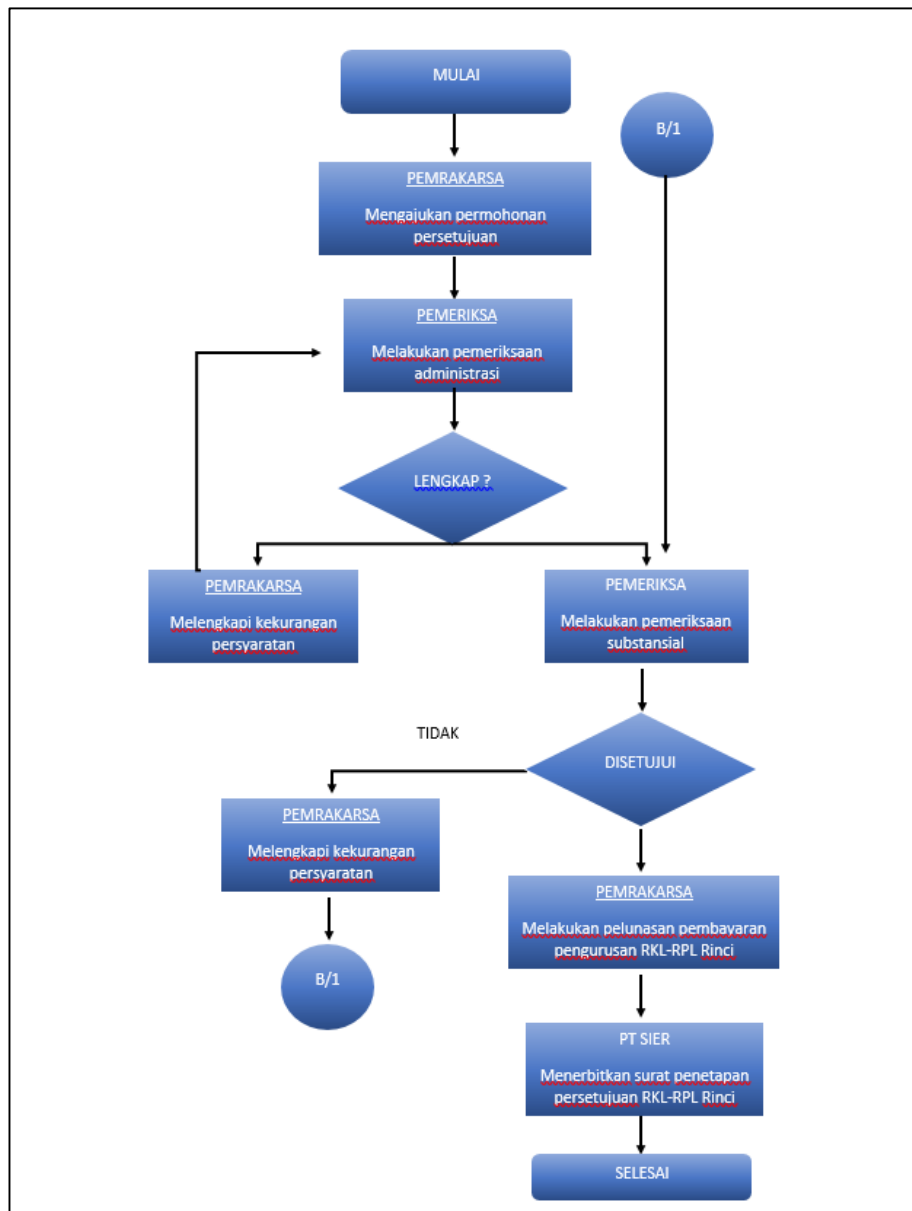 MULAI
B/1
PEMRAKARSA
Mengajukan permohonan
persetujuan
PEMERIKSA
Melakukan pemeriksaan
administrasi
LENGKAP ?
PEMRAKARSA
Melengkapi kekurangan
persyaratan
PEMERIKSA
Melakukan pemeriksaan
substansial
TIDAK
DISETUJUI
PEMRAKARSA
Melengkapi kekurangan
persyaratan
B/1
PEMRAKARSA
Melakukan pelunasan pembayaran
pengurusan RKL-RPL Rinci
PT SIER
Menerbitkan surat penetapan
persetujuan RKL-RPL Rinci
SELESAI